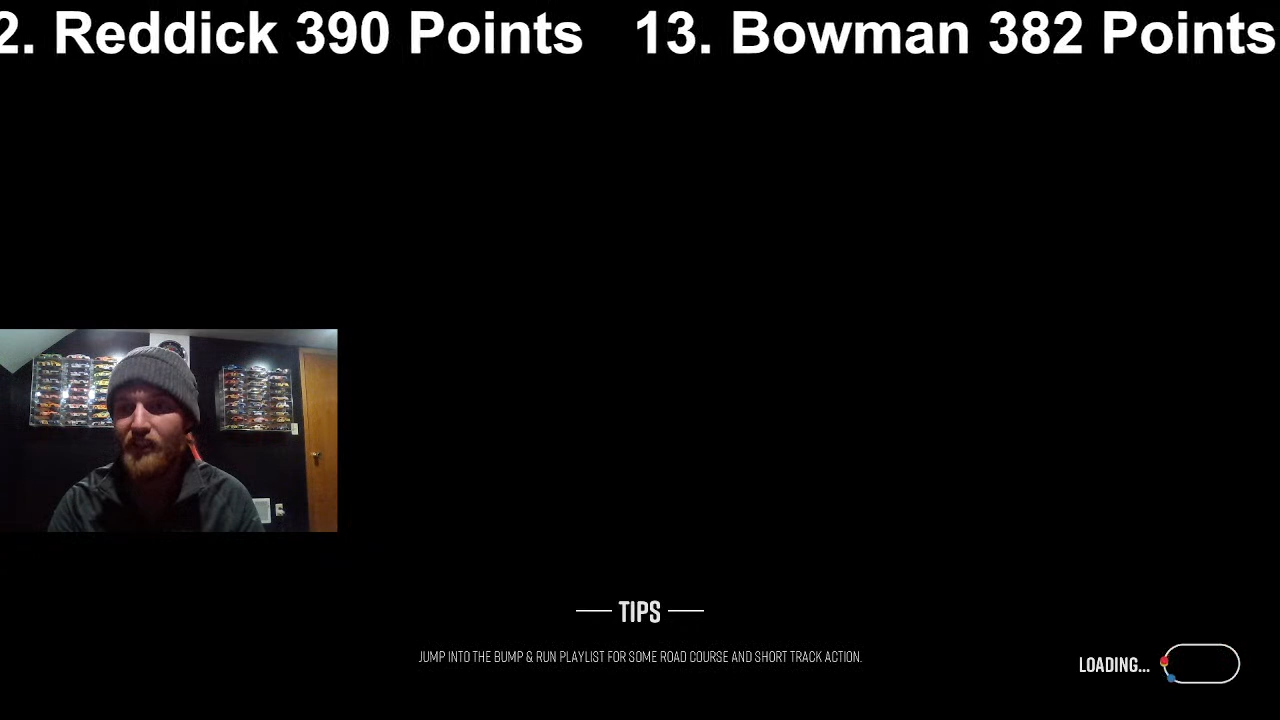 2. Reddick 390 Points 13. Bowman 382 Points
TIPS
JUMP INTO THE BUMP & RUN PLAYLIST FOR SOME ROAD COURSE AND SHORT TRACK ACTION.
LOADING...